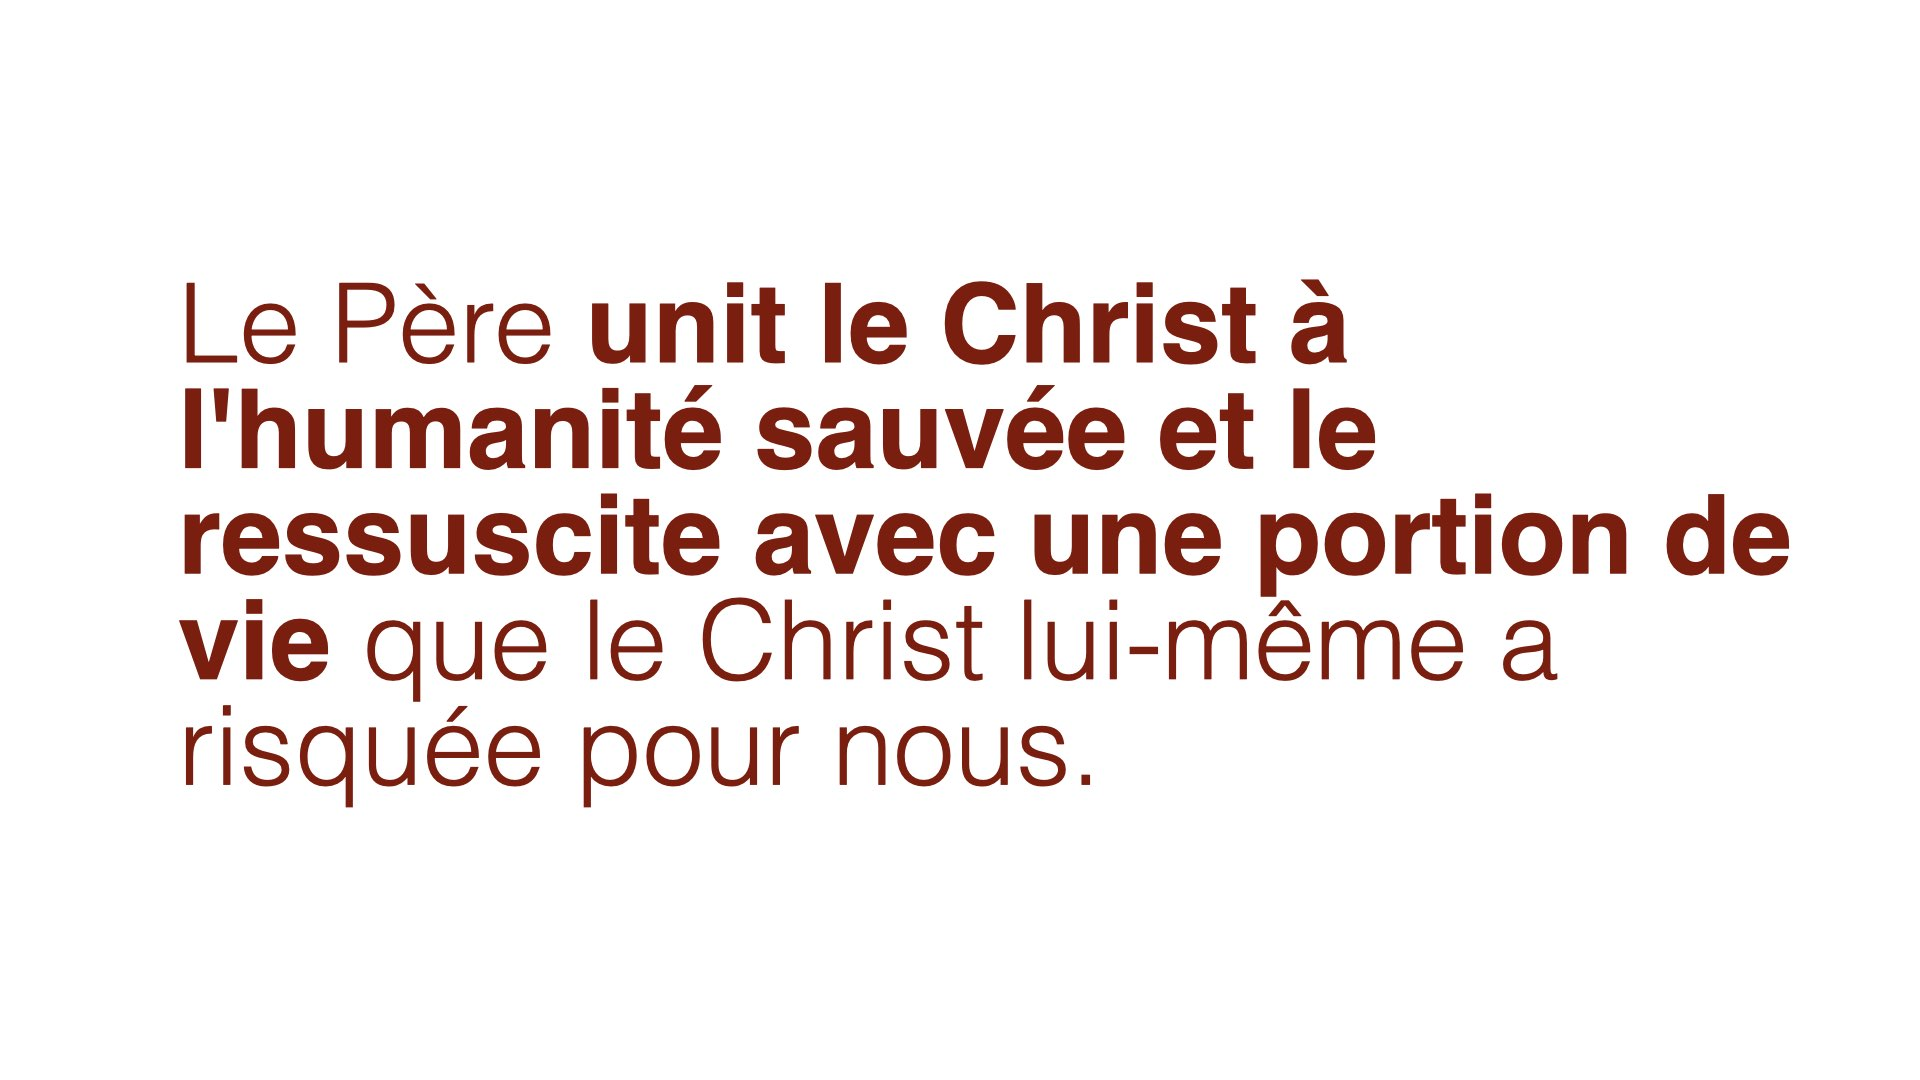 Le Père unit le Christ à
l'humanité sauvée et le
ressuscite avec une portion de
vie que le Christ lui-même a
risquée pour nous.